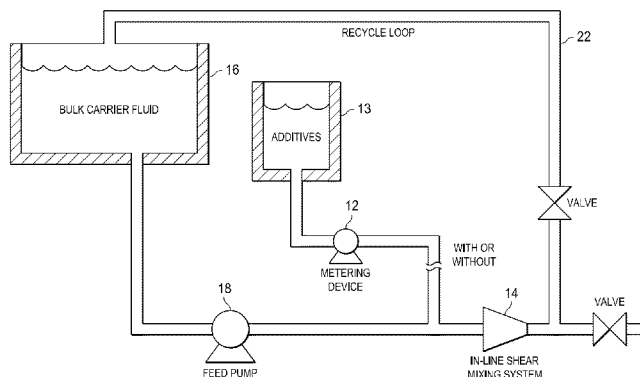 RECYCLE LOOP
22
16
BULK CARRIER FLUID
13
ADDITIVES
VALVE
12
METERING
DEVICE
WITH OR
WITHOUT
18
FEED PUMP
14
IN-LINE SHEAR
MIXING SYSTEM
VALVE